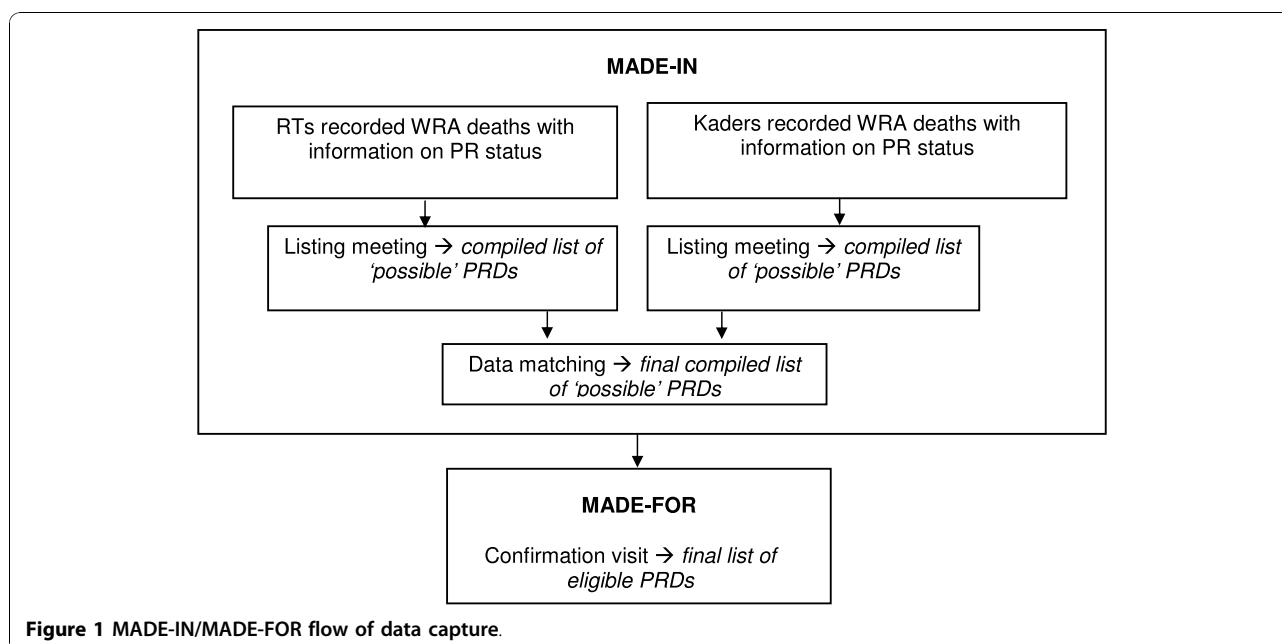 MADE-IN
RTs recorded WRA deaths with
information on PR status
Kaders recorded WRA deaths with
information on PR status
Listing meeting → compiled list of
‘possible’ PRDs
Listing meeting → compiled list
of ‘possible’ PRDs
Data matching → final compiled list
of ‘possible’ PRDs
MADE-FOR
Confirmation visit → final list of
eligible PRDs
Figure 1 MADE-IN/MADE-FOR flow of data capture.